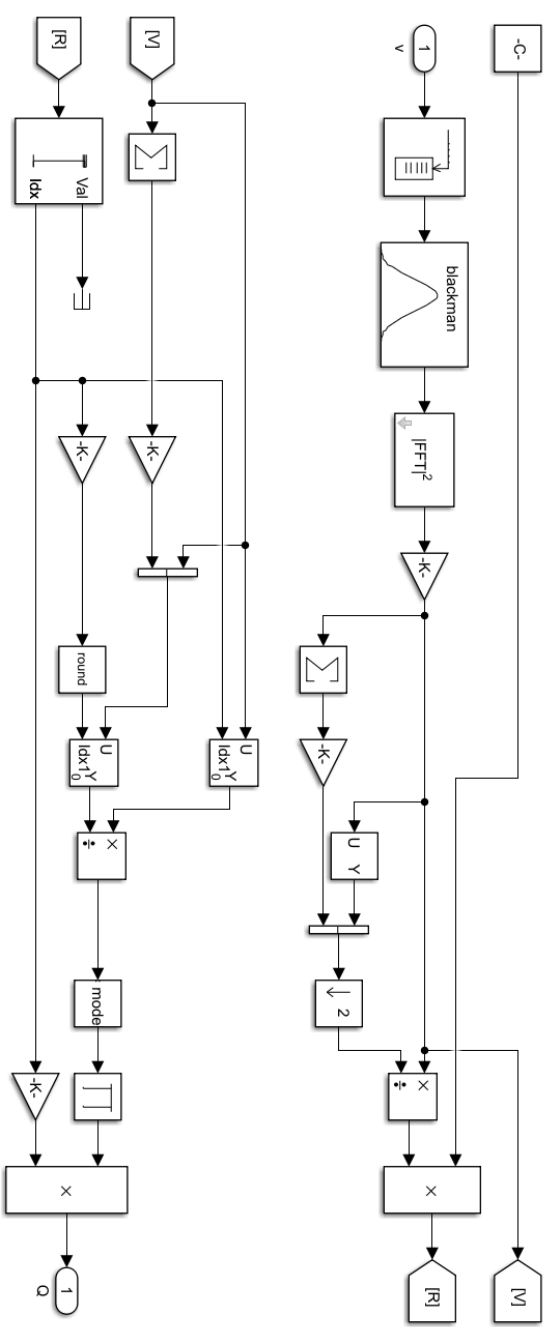 -C-
[V]
1
v
blackman
|FFT|²
-K-
×
÷
×
[R]
U Y
-K-
↓ 2
[V]
-K-
U
Y
Idx1
0
[R]
Val
Idx
-K-
round
U
Y
Idx1
0
×
÷
mode
-K-
×
1
Q